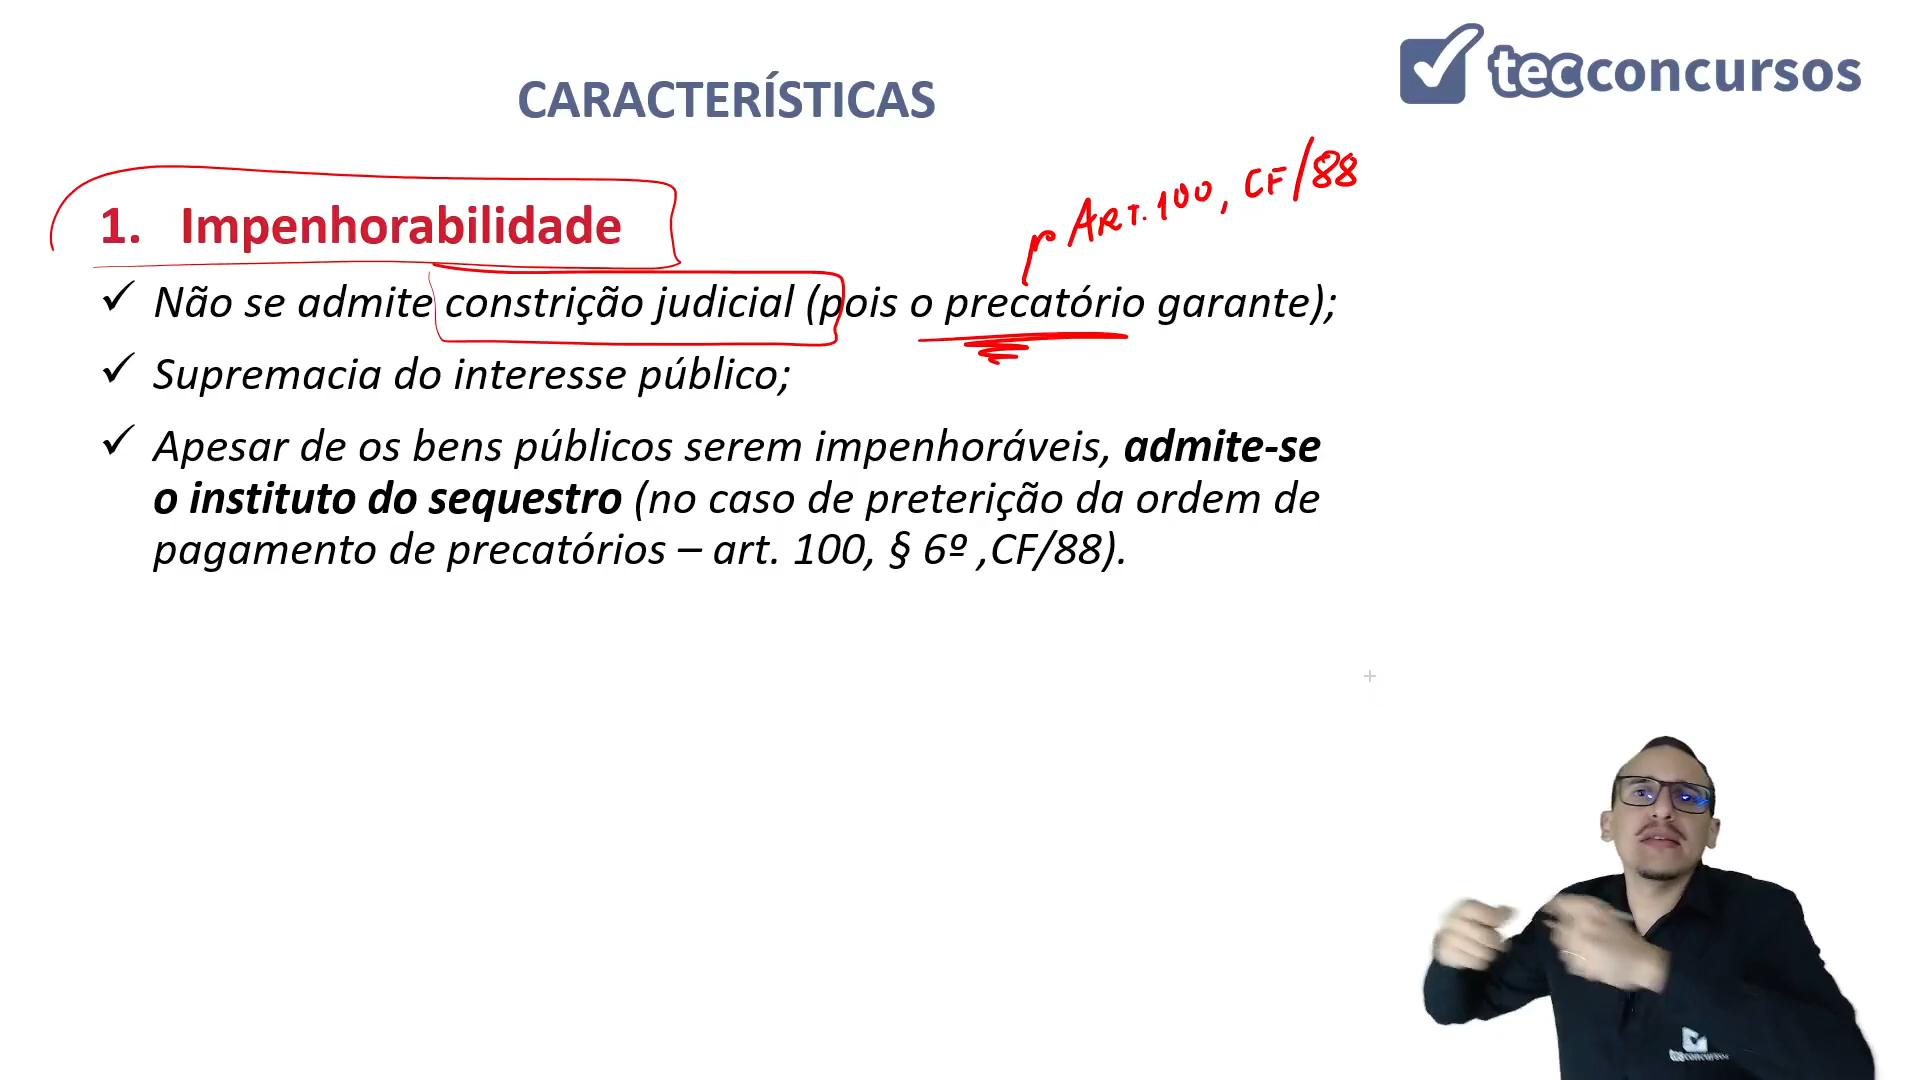 tecconcursos
CARACTERÍSTICAS
ART. 100, CF/88
1. Impenhorabilidade
Não se admite constrição judicial (pois o precatório garante);
Supremacia do interesse público;
Apesar de os bens públicos serem impenhoráveis, admite-se
o instituto do sequestro (no caso de preterição da ordem de
pagamento de precatórios – art. 100, § 6º ,CF/88).
tecconcursos